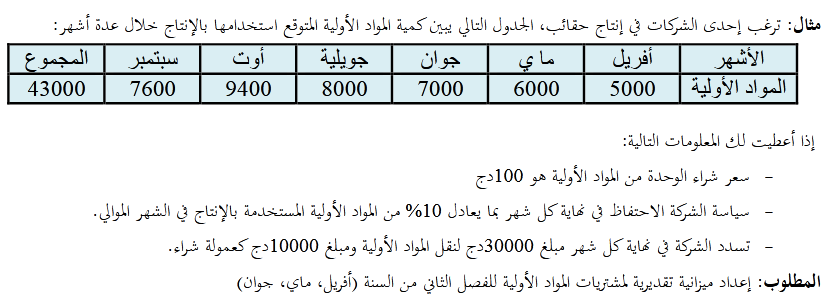 مثال: ترغب إحدى الشركات في إنتاج حقائب، الجدول التالي يبين كمية المواد الأولية المتوقع استخدامها بالإنتاج خلال عدة أشهر:
الأشهر أفريل ماي جوان جويلية أوت سبتمبر المجموع
المواد الأولية 5000 6000 7000 8000 9400 7600 43000
إذا أعطيت لك المعلومات التالية:
- سعر شراء الوحدة من المواد الأولية هو 100دج
- سياسة الشركة الاحتفاظ في نهاية كل شهر بما يعادل 10% من المواد الأولية المستخدمة بالإنتاج في الشهر الموالي.
- تسدد الشركة في نهاية كل شهر مبلغ 30000دج لنقل المواد الأولية ومبلغ 10000دج كعمولة شراء.
المطلوب: إعداد ميزانية تقديرية لمشتريات المواد الأولية للفصل الثاني من السنة (أفريل، ماي، جوان)